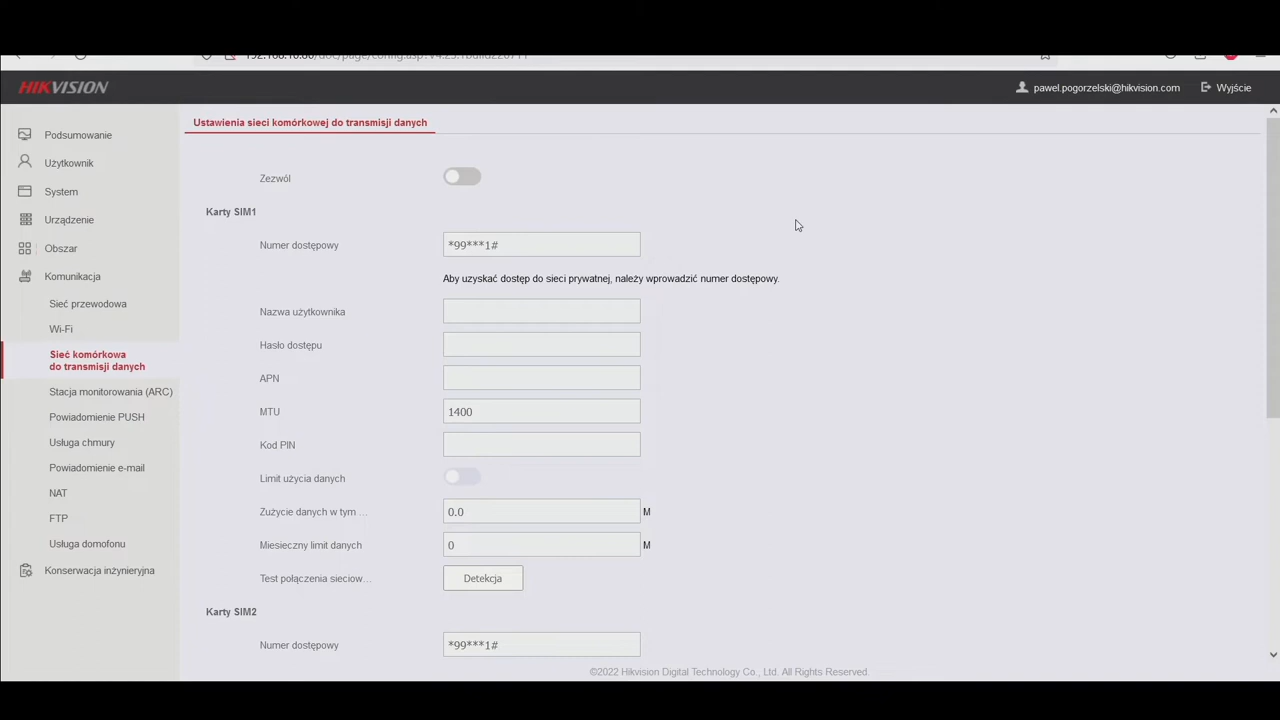 HIKVISION
pawel.pogorzelski@hikvision.com
Wyjście
Podsumowanie
Użytkownik
System
Urządzenie
Obszar
Komunikacja
Sieć przewodowa
Wi-Fi
Sieć komórkowa
do transmisji danych
Stacja monitorowania (ARC)
Powiadomienie PUSH
Usługa chmury
Powiadomienie e-mail
NAT
FTP
Usługa domofonu
Konserwacja inżynieryjna
Ustawienia sieci komórkowej do transmisji danych
Zezwól
Karty SIM1
Numer dostępowy *99***1#
Aby uzyskać dostęp do sieci prywatnej, należy wprowadzić numer dostępowy.
Nazwa użytkownika
Hasło dostępu
APN
MTU 1400
Kod PIN
Limit użycia danych
Zużycie danych w tym ... 0.0 M
Miesieczny limit danych 0 M
Test połączenia sieciow... Detekcja
Karty SIM2
Numer dostępowy *99***1#
©2022 Hikvision Digital Technology Co., Ltd. All Rights Reserved.